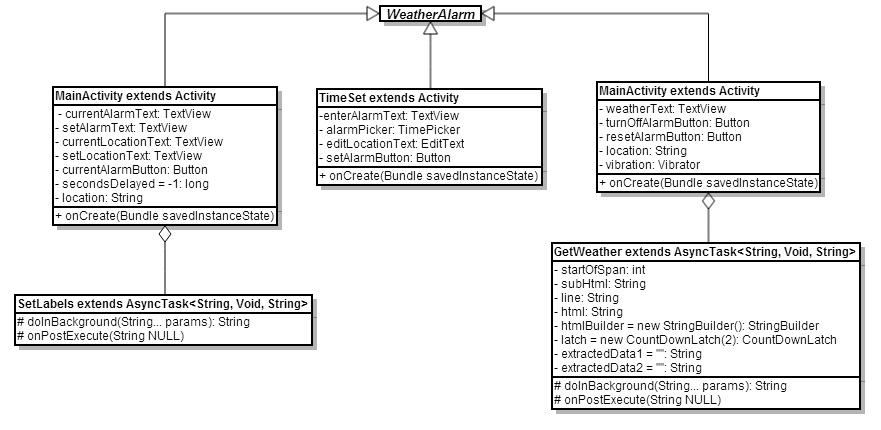 WeatherAlarm
MainActivity extends Activity
- currentAlarmText: TextView
- setAlarmText: TextView
- currentLocationText: TextView
- setLocationText: TextView
- currentAlarmButton: Button
- secondsDelayed = -1: long
- location: String
+ onCreate(Bundle savedInstanceState)
TimeSet extends Activity
-enterAlarmText: TextView
- alarmPicker: TimePicker
- editLocationText: EditText
- setAlarmButton: Button
+ onCreate(Bundle savedInstanceState)
MainActivity extends Activity
- weatherText: TextView
- turnOffAlarmButton: Button
- resetAlarmButton: Button
- location: String
- vibration: Vibrator
+ onCreate(Bundle savedInstanceState)
SetLabels extends AsyncTask<String, Void, String>
# doInBackground(String... params): String
# onPostExecute(String NULL)
GetWeather extends AsyncTask<String, Void, String>
- startOfSpan: int
- subHtml: String
- line: String
- html: String
- htmlBuilder = new StringBuilder(): StringBuilder
- latch = new CountDownLatch(2): CountDownLatch
- extractedData1 = "": String
- extractedData2 = "": String
# doInBackground(String... params): String
# onPostExecute(String NULL)